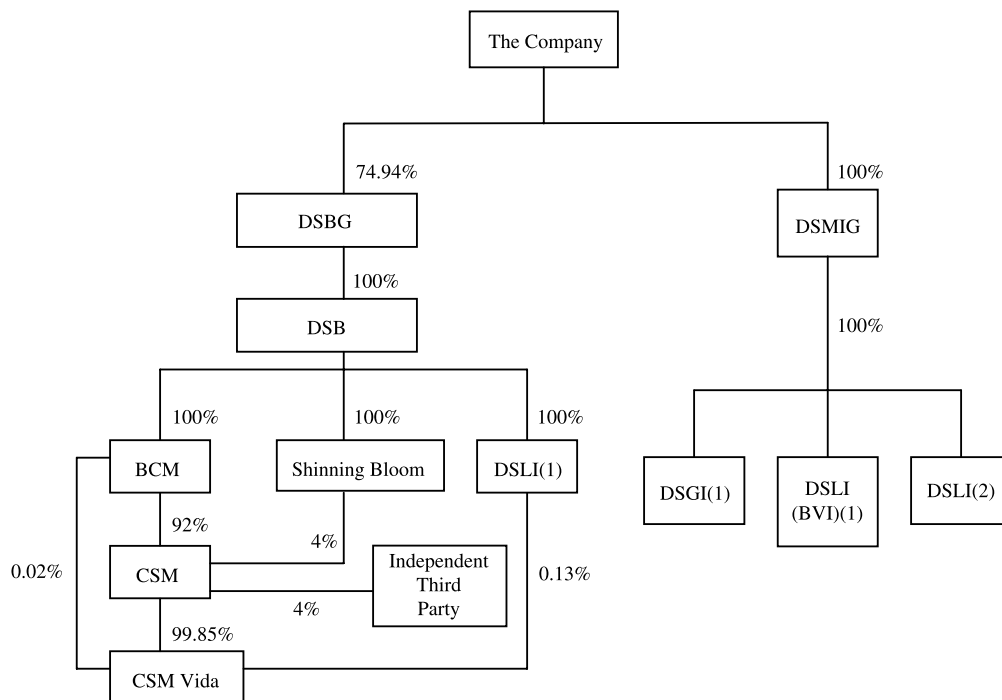 The Company
74.94%
100%
DSBG
DSMIG
100%
DSB
100%
100%
100%
100%
BCM
Shinning Bloom
DSLI(1)
DSGI(1)
DSLI
(BVI)(1)
DSLI(2)
92%
4%
0.02%
CSM
Independent
Third
Party
0.13%
4%
99.85%
CSM Vida